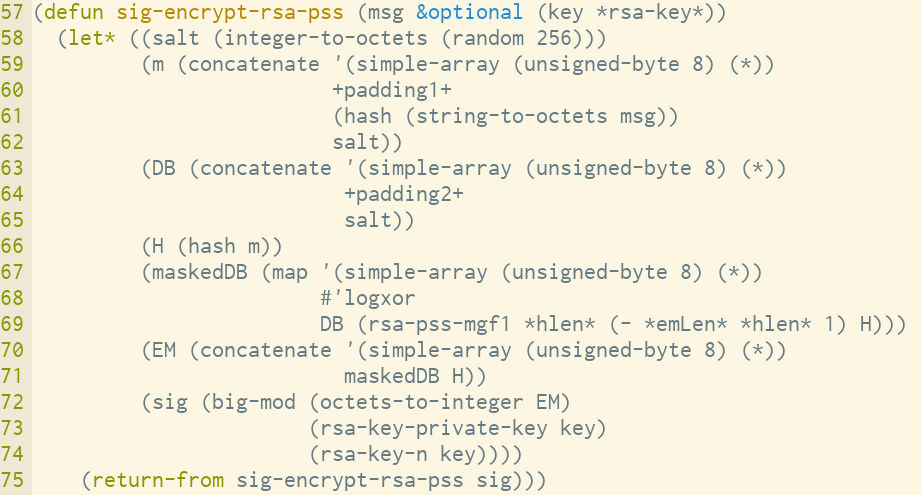 57 (defun sig-encrypt-rsa-pss (msg &optional (key *rsa-key*))
58   (let* ((salt (integer-to-octets (random 256)))
59          (m (concatenate '(simple-array (unsigned-byte 8) (*))
60                          +padding1+
61                          (hash (string-to-octets msg))
62                          salt))
63          (DB (concatenate '(simple-array (unsigned-byte 8) (*))
64                           +padding2+
65                           salt))
66          (H (hash m))
67          (maskedDB (map '(simple-array (unsigned-byte 8) (*))
68                         #'logxor
69                         DB (rsa-pss-mgf1 *hlen* (- *emLen* *hlen* 1) H)))
70          (EM (concatenate '(simple-array (unsigned-byte 8) (*))
71                           maskedDB H))
72          (sig (big-mod (octets-to-integer EM)
73                        (rsa-key-private-key key)
74                        (rsa-key-n key))))
75     (return-from sig-encrypt-rsa-pss sig)))